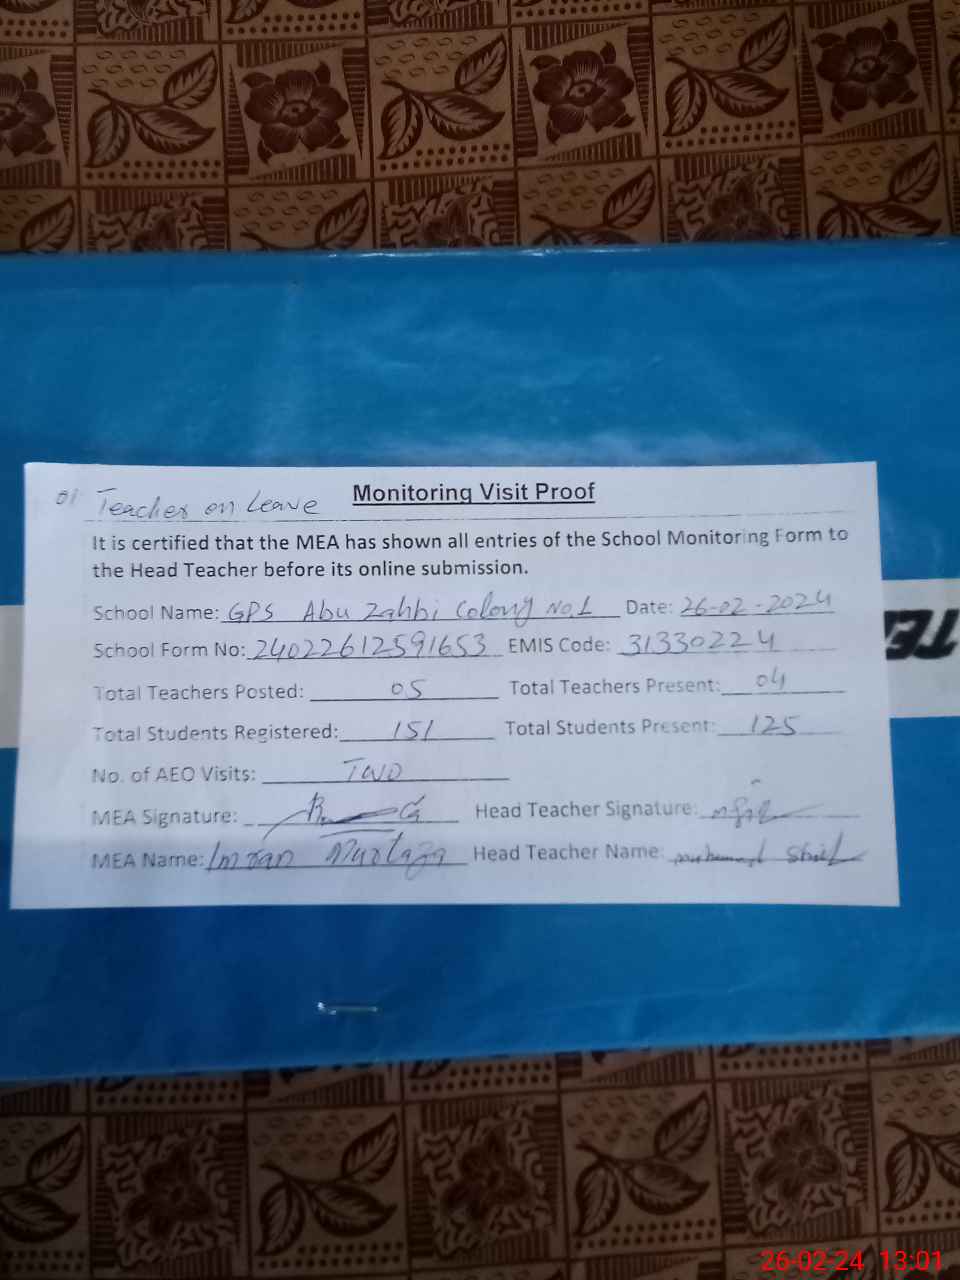 01 Teacher on Leave
Monitoring Visit Proof
It is certified that the MEA has shown all entries of the School Monitoring Form to
the Head Teacher before its online submission.
School Name: GPS Abu Zahbi Colony No.1 Date: 26-02-2024
School Form No: 24022612591653 EMIS Code: 31330224
Total Teachers Posted: 05 Total Teachers Present: 04
Total Students Registered: 151 Total Students Present: 125
No. of AEO Visits: Two
MEA Signature: Head Teacher Signature:
MEA Name: Imran Murtaza Head Teacher Name:
TE
26-02-24 13:01